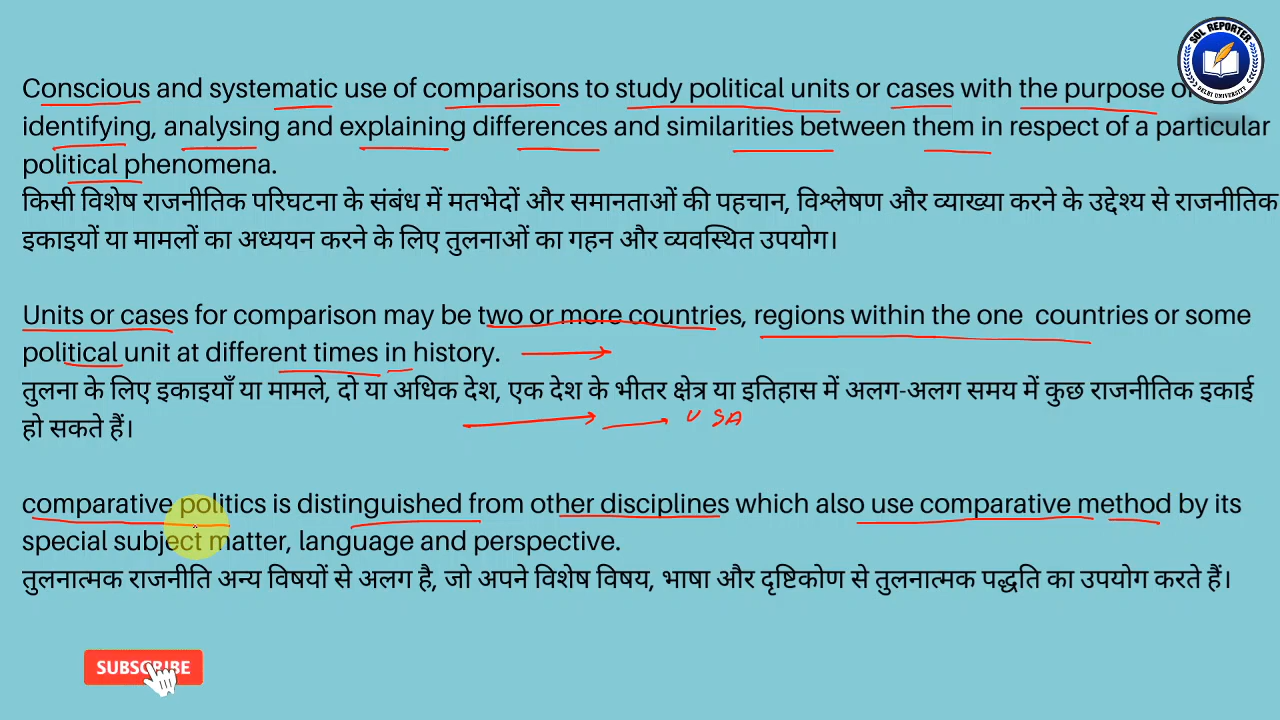 SOL REPORTER
DELHI UNIVERSITY
Conscious and systematic use of comparisons to study political units or cases with the purpose of
identifying, analysing and explaining differences and similarities between them in respect of a particular
political phenomena.
किसी विशेष राजनीतिक परिघटना के संबंध में मतभेदों और समानताओं की पहचान, विश्लेषण और व्याख्या करने के उद्देश्य से राजनीतिक
इकाइयों या मामलों का अध्ययन करने के लिए तुलनाओं का गहन और व्यवस्थित उपयोग।
Units or cases for comparison may be two or more countries, regions within the one countries or some
political unit at different times in history.
तुलना के लिए इकाइयाँ या मामले, दो या अधिक देश, एक देश के भीतर क्षेत्र या इतिहास में अलग-अलग समय में कुछ राजनीतिक इकाई
हो सकते हैं।
USA
comparative politics is distinguished from other disciplines which also use comparative method by its
special subject matter, language and perspective.
तुलनात्मक राजनीति अन्य विषयों से अलग है, जो अपने विशेष विषय, भाषा और दृष्टिकोण से तुलनात्मक पद्धति का उपयोग करते हैं।
SUBSCRIBE